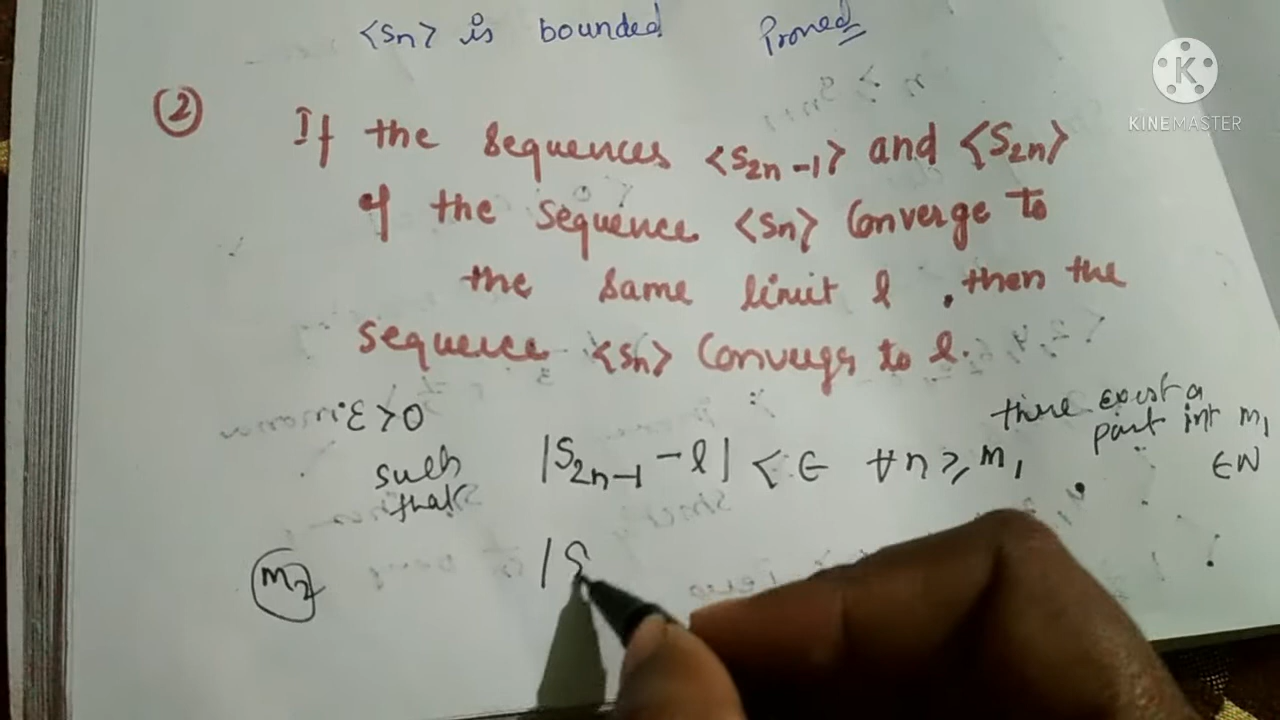 <Sn> is bounded Proved
KINEMASTER
② If the sequences <S2n-1> and <S2n>
of the sequence <Sn> Converge to
the same limit l, then the
sequence <Sn> Convergs to l.
ε>0 there exist a
such that |S2n-1 - l| < ε ∀ n ≥ m1 int m1
∈ N
m2 |S